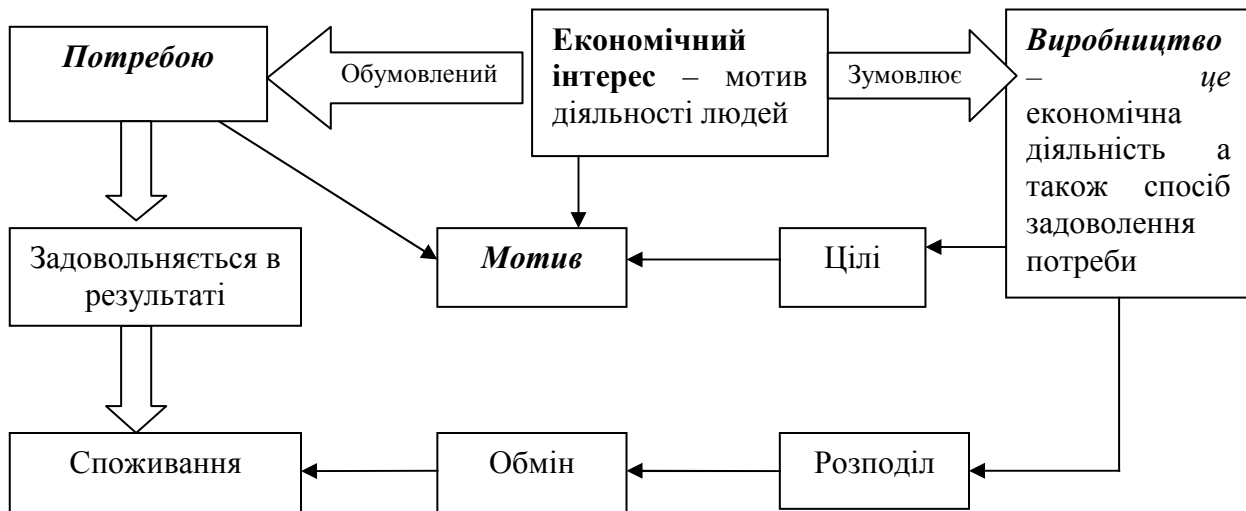 Потребою
Обумовлений
Економічний
інтерес – мотив
діяльності людей
Зумовлює
Виробництво
– це
економічна
діяльність а
також спосіб
задоволення
потреби
Задовольняється в
результаті
Мотив
Цілі
Споживання
Обмін
Розподіл